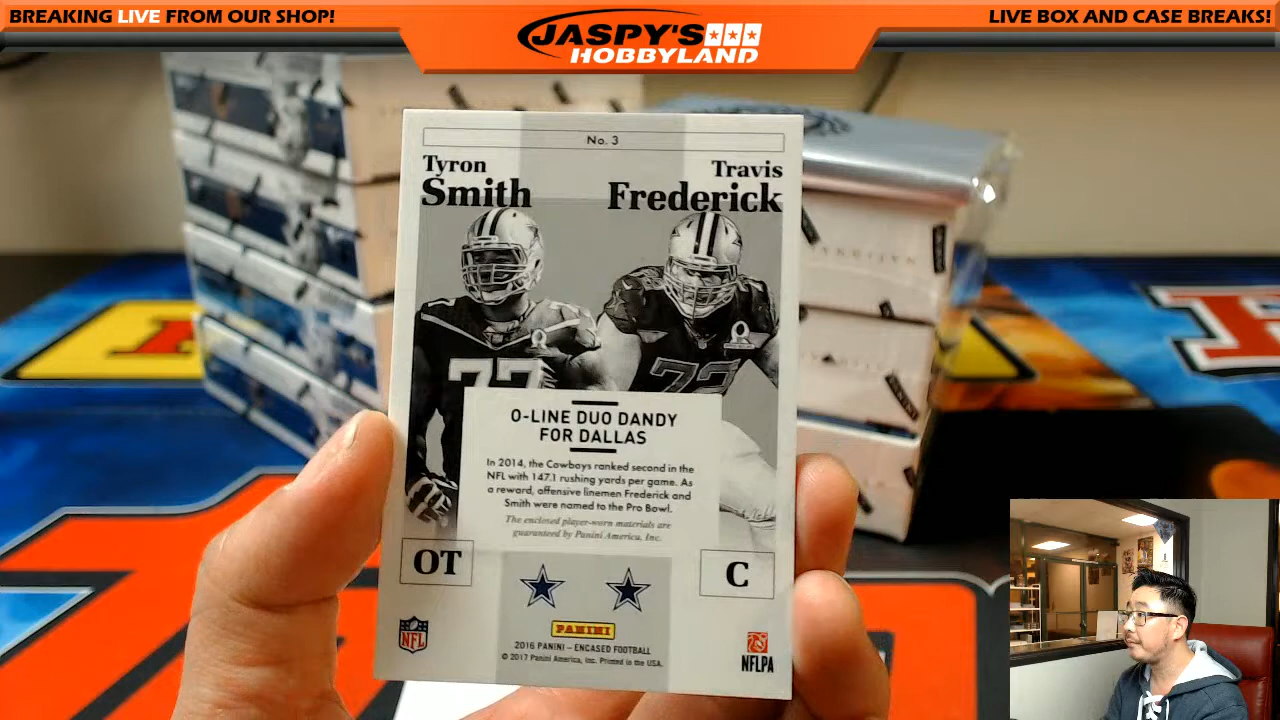 BREAKING LIVE FROM OUR SHOP!
JASPY'S
HOBBYLAND
LIVE BOX AND CASE BREAKS!
No. 3
Tyron
Smith
Travis
Frederick
77
72
O-LINE DUO DANDY
FOR DALLAS
In 2014, the Cowboys ranked second in the
NFL with 147.1 rushing yards per game. As
a reward, offensive linemen Frederick and
Smith were named to the Pro Bowl.
The enclosed player-worn materials are
guaranteed by Panini America, Inc.
OT
C
NFL
PANINI
NFLPA
2016 PANINI – ENCASED FOOTBALL
© 2017 Panini America, Inc. Printed in the USA.